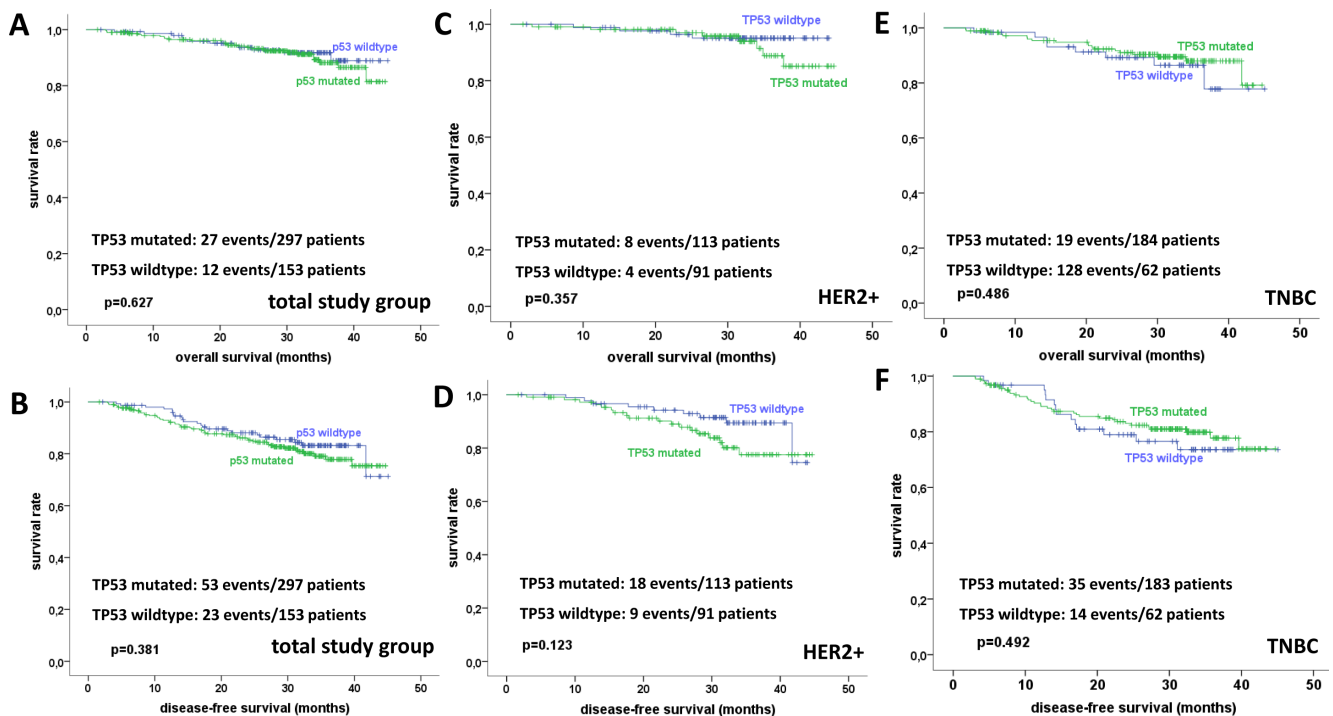 A
1,0
0,8
0,6
0,4
0,2
0,0
survival rate
p53 wildtype
p53 mutated
TP53 mutated: 27 events/297 patients
TP53 wildtype: 12 events/153 patients
p=0.627
total study group
0 10 20 30 40 50
overall survival (months)
B
1,0
0,8
0,6
0,4
0,2
0,0
survival rate
p53 wildtype
p53 mutated
TP53 mutated: 53 events/297 patients
TP53 wildtype: 23 events/153 patients
p=0.381
total study group
0 10 20 30 40 50
disease-free survival (months)
C
1,0
0,8
0,6
0,4
0,2
0,0
survival rate
TP53 wildtype
TP53 mutated
TP53 mutated: 8 events/113 patients
TP53 wildtype: 4 events/91 patients
p=0.357
HER2+
0 10 20 30 40 50
overall survival (months)
D
1,0
0,8
0,6
0,4
0,2
0,0
survival rate
TP53 wildtype
TP53 mutated
TP53 mutated: 18 events/113 patients
TP53 wildtype: 9 events/91 patients
p=0.123
HER2+
0 10 20 30 40 50
disease-free survival (months)
E
1,0
0,8
0,6
0,4
0,2
0,0
survival rate
TP53 mutated
TP53 wildtype
TP53 mutated: 19 events/184 patients
TP53 wildtype: 128 events/62 patients
p=0.486
TNBC
0 10 20 30 40 50
overall survival (months)
F
1,0
0,8
0,6
0,4
0,2
0,0
survival rate
TP53 mutated
TP53 wildtype
TP53 mutated: 35 events/183 patients
TP53 wildtype: 14 events/62 patients
p=0.492
TNBC
0 10 20 30 40 50
disease-free survival (months)